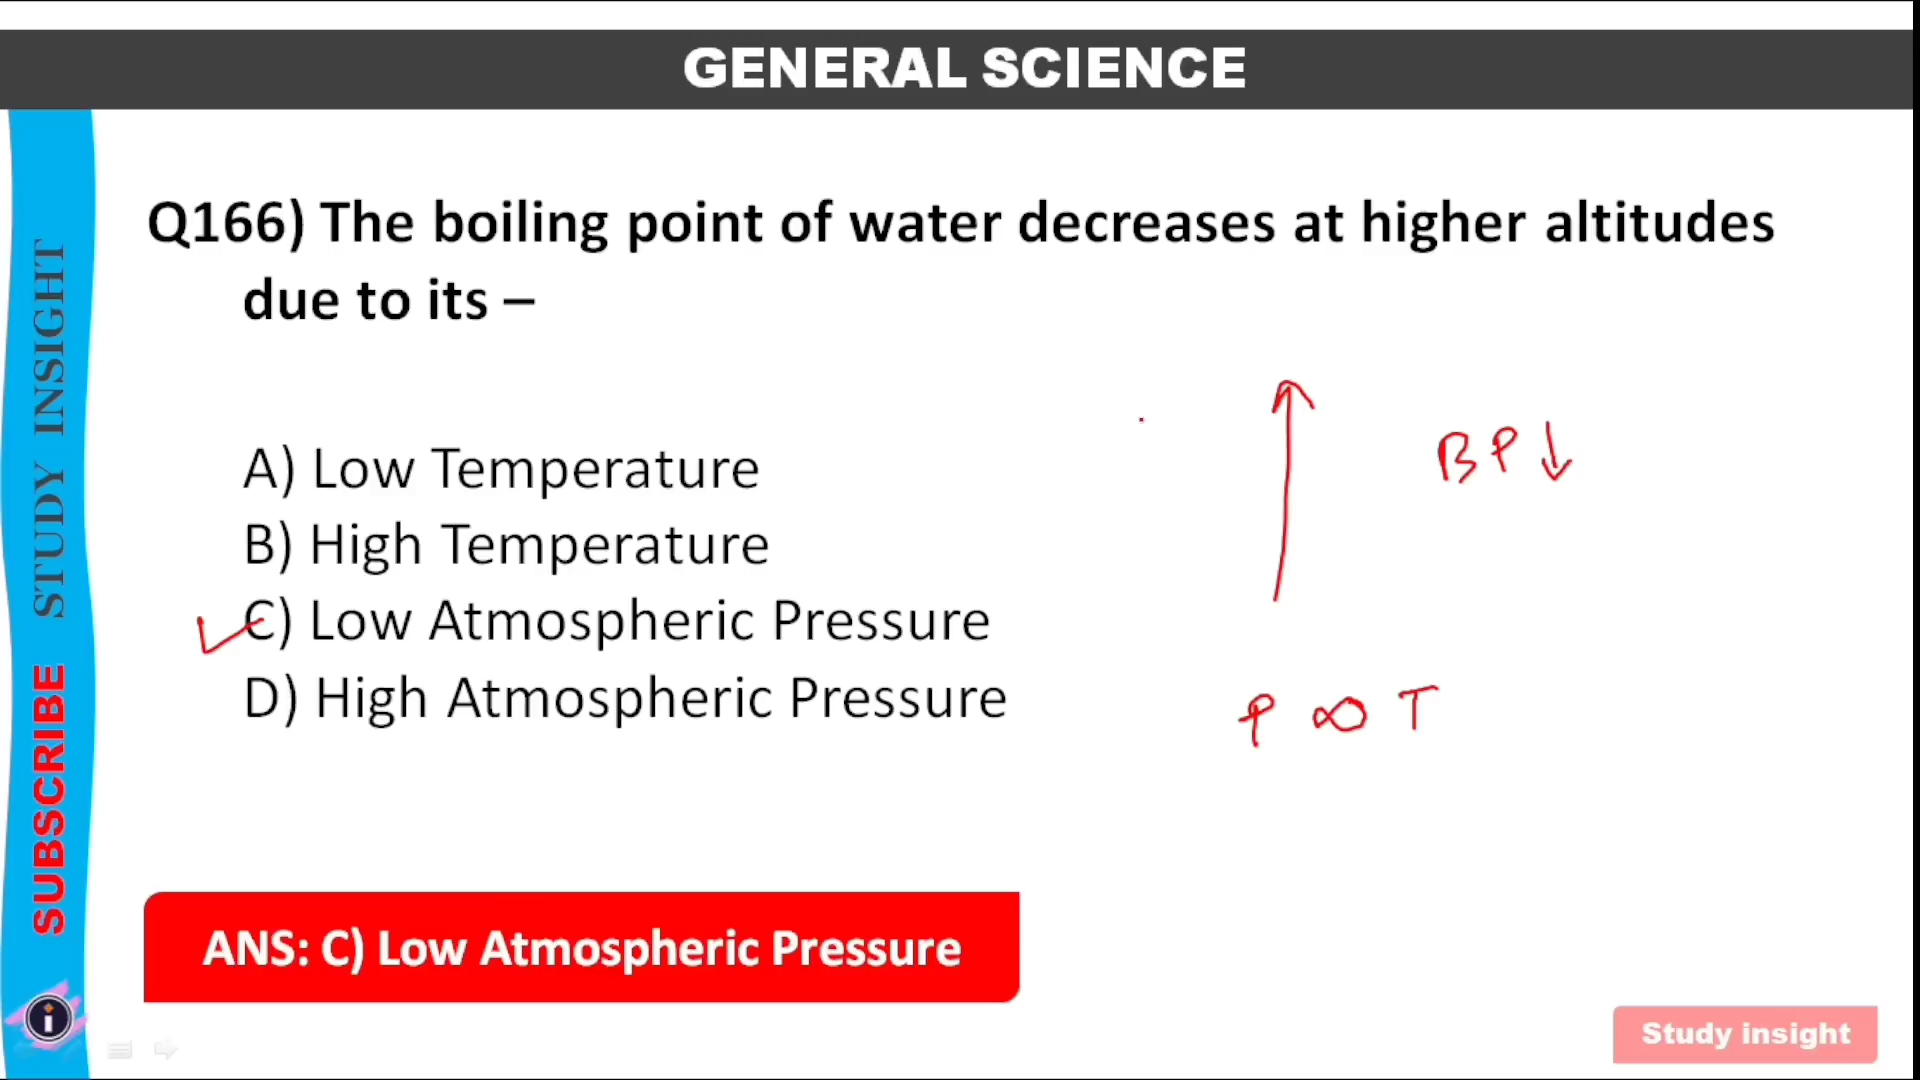 GENERAL SCIENCE
Q166) The boiling point of water decreases at higher altitudes
due to its –
A) Low Temperature
B) High Temperature
C) Low Atmospheric Pressure
D) High Atmospheric Pressure
BP↓
P ∞ T
ANS: C) Low Atmospheric Pressure
SUBSCRIBE STUDY INSIGHT
i
Study insight